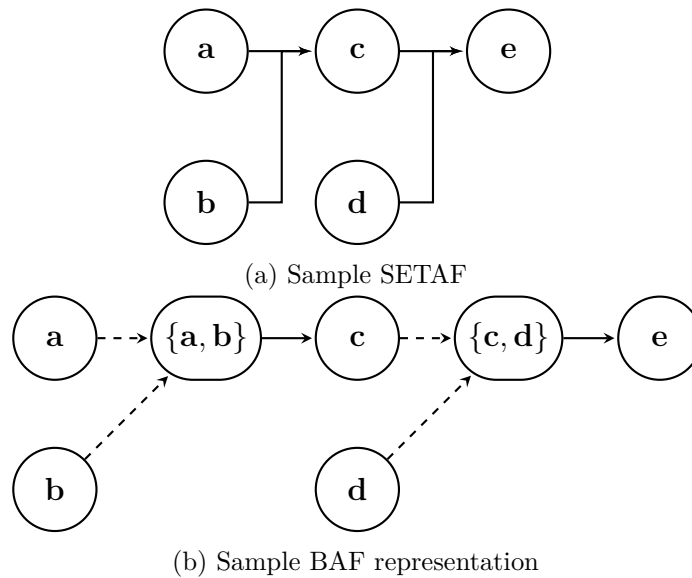 a c e
b d
(a) Sample SETAF
a {a, b} c {c, d} e
b d
(b) Sample BAF representation